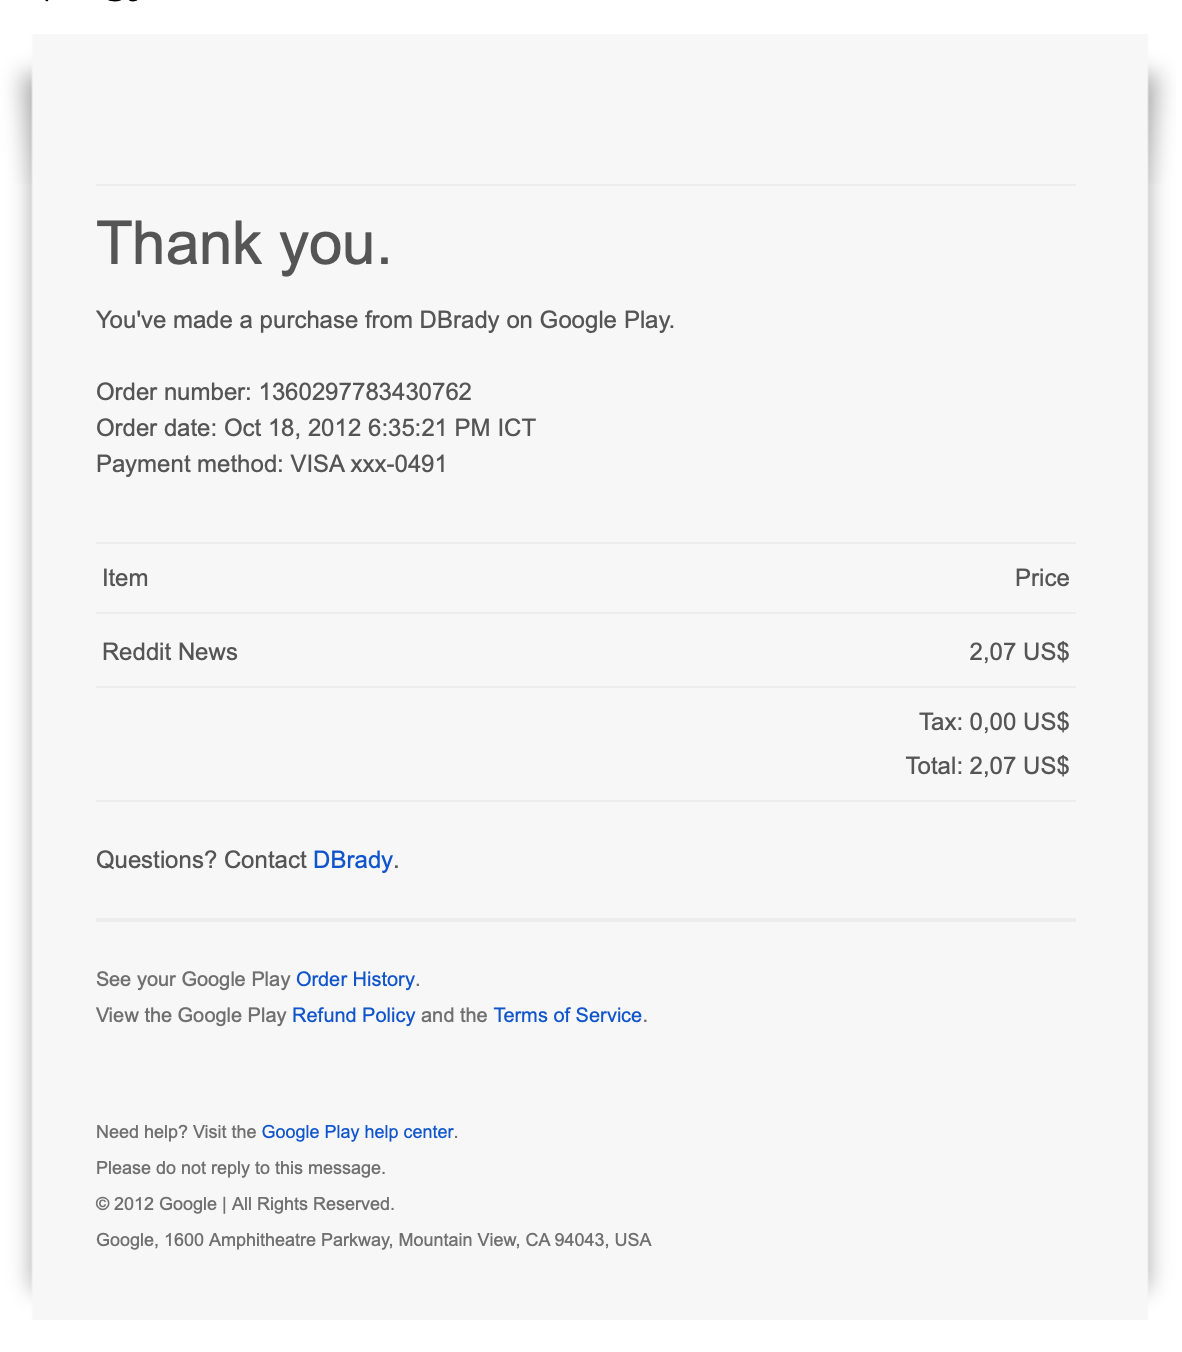 Thank you.
You've made a purchase from DBrady on Google Play.
Order number: 1360297783430762
Order date: Oct 18, 2012 6:35:21 PM ICT
Payment method: VISA xxx-0491
Item Price
Reddit News 2,07 US$
Tax: 0,00 US$
Total: 2,07 US$
Questions? Contact DBrady.
See your Google Play Order History.
View the Google Play Refund Policy and the Terms of Service.
Need help? Visit the Google Play help center.
Please do not reply to this message.
© 2012 Google | All Rights Reserved.
Google, 1600 Amphitheatre Parkway, Mountain View, CA 94043, USA